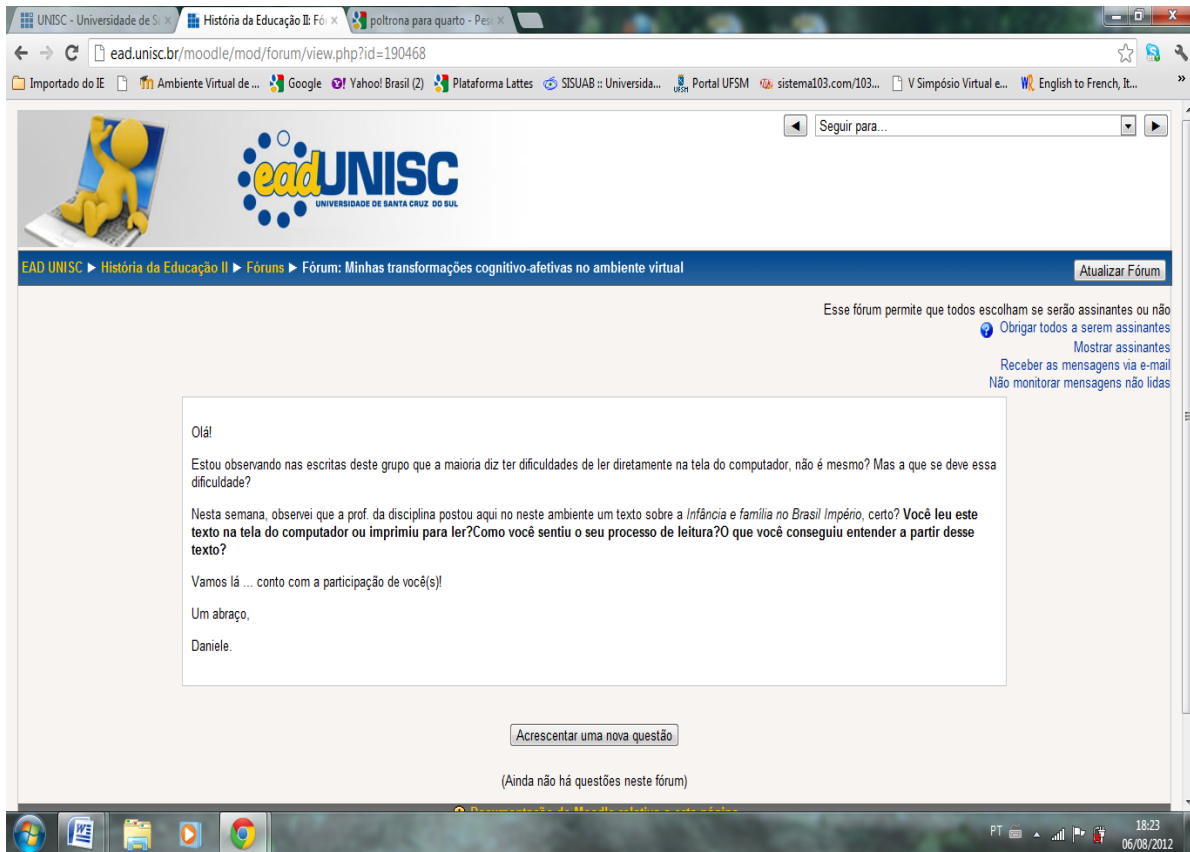 UNISC - Universidade de S
História da Educação II: Fó
poltrona para quarto - Pes
ead.unisc.br/moodle/mod/forum/view.php?id=190468
Importado do IE Ambiente Virtual de ... Google Yahoo! Brasil (2) Plataforma Lattes SISUAB :: Universida... Portal UFSM sistema103.com/103... V Simpósio Virtual e... English to French, It... »
eadUNISC
UNIVERSIDADE DE SANTA CRUZ DO SUL
Seguir para...
EAD UNISC ► História da Educação II ► Fóruns ► Fórum: Minhas transformações cognitivo-afetivas no ambiente virtual
Atualizar Fórum
Esse fórum permite que todos escolham se serão assinantes ou não
Obrigar todos a serem assinantes
Mostrar assinantes
Receber as mensagens via e-mail
Não monitorar mensagens não lidas
Olá!
Estou observando nas escritas deste grupo que a maioria diz ter dificuldades de ler diretamente na tela do computador, não é mesmo? Mas a que se deve essa
dificuldade?
Nesta semana, observei que a prof. da disciplina postou aqui no neste ambiente um texto sobre a Infância e família no Brasil Império, certo? Você leu este
texto na tela do computador ou imprimiu para ler?Como você sentiu o seu processo de leitura?O que você conseguiu entender a partir desse
texto?
Vamos lá ... conto com a participação de você(s)!
Um abraço,
Daniele.
Acrescentar uma nova questão
(Ainda não há questões neste fórum)
Documentação do Moodle relativa a esta página
PT
18:23
06/08/2012